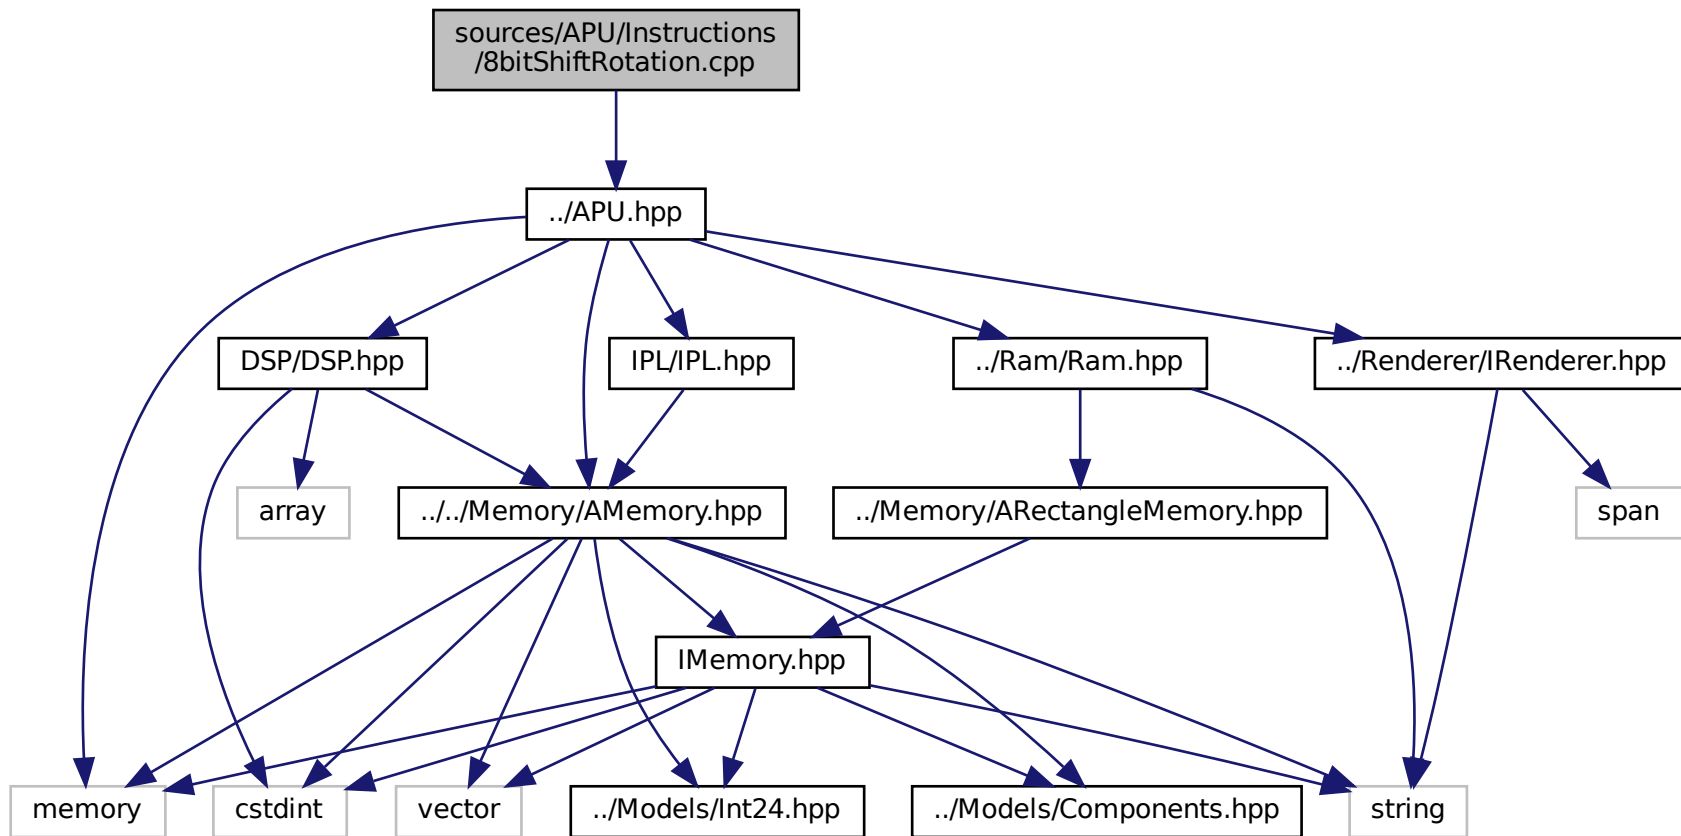 sources/APU/Instructions
/8bitShiftRotation.cpp
../APU.hpp
DSP/DSP.hpp
IPL/IPL.hpp
../Ram/Ram.hpp
../Renderer/IRenderer.hpp
array
../../Memory/AMemory.hpp
../Memory/ARectangleMemory.hpp
span
IMemory.hpp
memory
cstdint
vector
../Models/Int24.hpp
../Models/Components.hpp
string